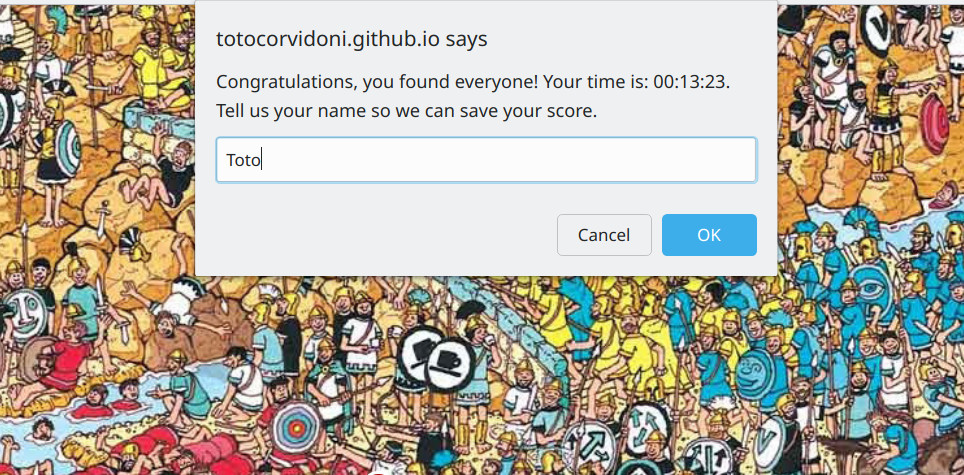 totocorvidoni.github.io says
Congratulations, you found everyone! Your time is: 00:13:23.
Tell us your name so we can save your score.
Toto
Cancel
OK